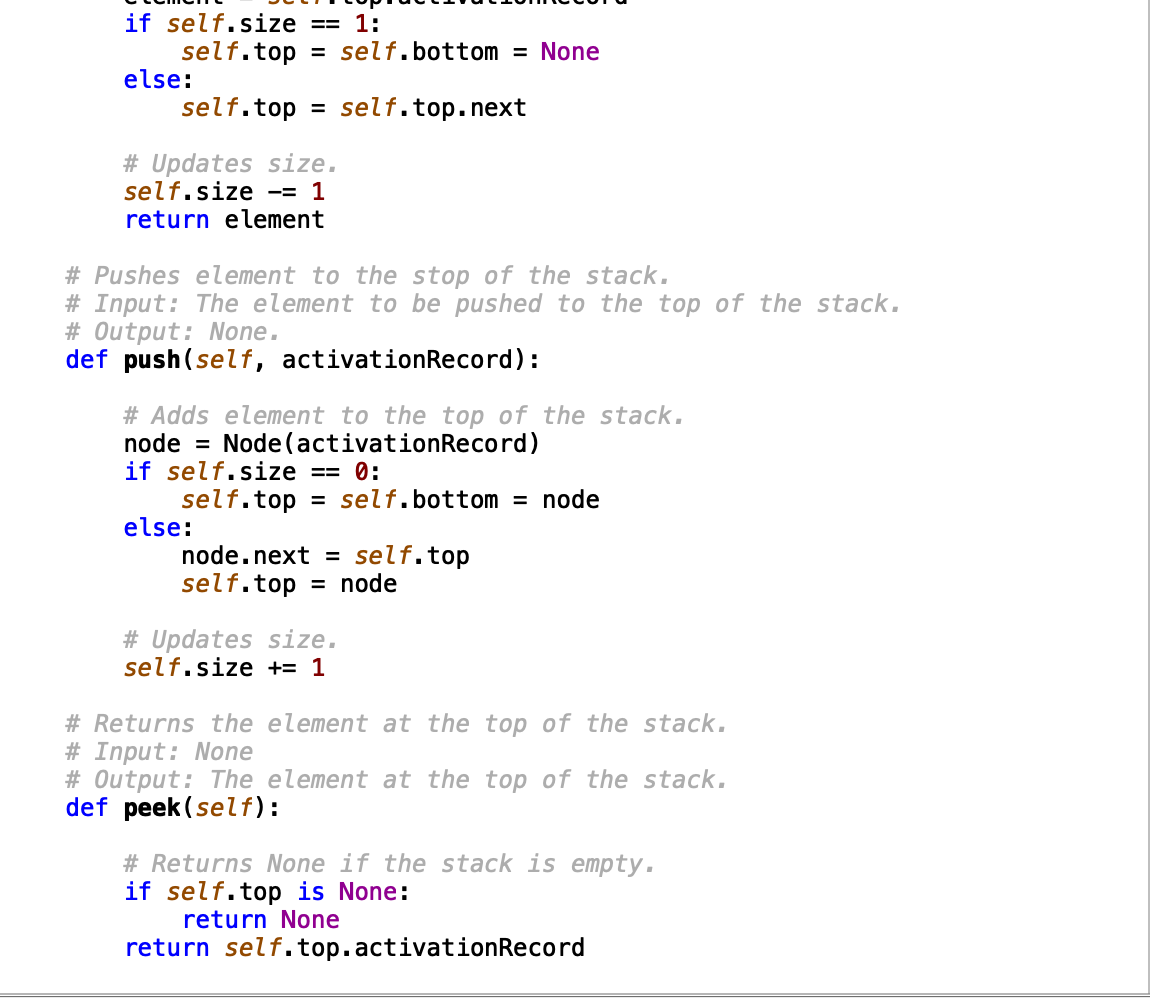 element = self.top.activationRecord
if self.size == 1:
self.top = self.bottom = None
else:
self.top = self.top.next
# Updates size.
self.size -= 1
return element
# Pushes element to the stop of the stack.
# Input: The element to be pushed to the top of the stack.
# Output: None.
def push(self, activationRecord):
# Adds element to the top of the stack.
node = Node(activationRecord)
if self.size == 0:
self.top = self.bottom = node
else:
node.next = self.top
self.top = node
# Updates size.
self.size += 1
# Returns the element at the top of the stack.
# Input: None
# Output: The element at the top of the stack.
def peek(self):
# Returns None if the stack is empty.
if self.top is None:
return None
return self.top.activationRecord